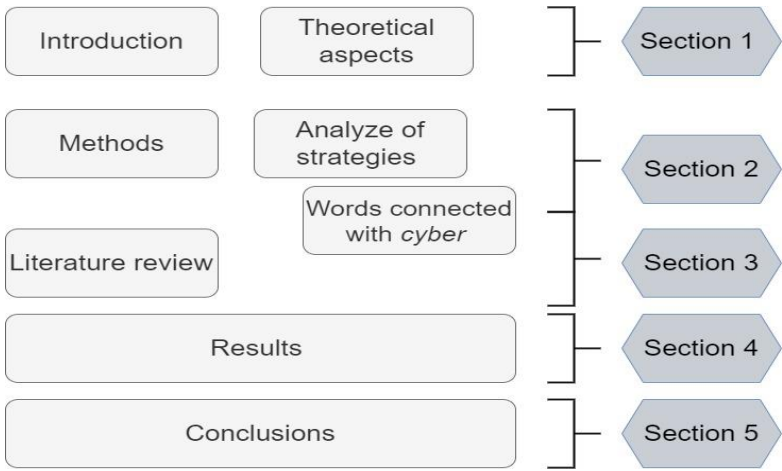 Introduction
Theoretical
aspects
Section 1
Methods
Analyze of
strategies
Section 2
Words connected
with cyber
Literature review
Section 3
Results
Section 4
Conclusions
Section 5